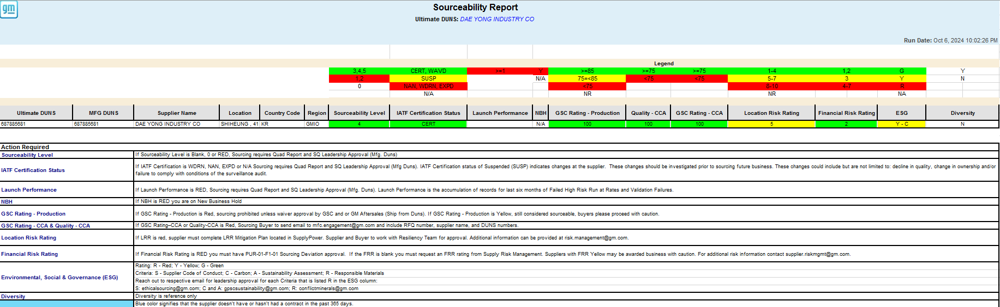 gm
Sourceability Report
Ultimate DUNS: DAE YONG INDUSTRY CO
Run Date: Oct 6, 2024 10:02:26 PM
Legend
3,4,5 CERT, WAVD >=1 Y >=85 >=75 >=75 1-4 1,2 G Y
1,2 SUSP N/A 75=<85 <75 <75 5-7 3 Y N
0 NAN, WDRN, EXPD <75 8-10 4-7 R
N/A NR NR NA
Ultimate DUNS MFG DUNS Supplier Name Location Country Code Region Sourceability Level IATF Certification Status Launch Performance NBH GSC Rating - Production Quality - CCA GSC Rating - CCA Location Risk Rating Financial Risk Rating ESG Diversity
687885681 687885681 DAE YONG INDUSTRY CO SHIHEUNG , 41 KR GMIO 4 CERT N/A 100 100 100 5 2 Y - C N
Action Required
Sourceability Level If Sourceability Level is Blank, 0 or RED, Sourcing requires Quad Report and SQ Leadership Approval (Mfg. Duns)
IATF Certification Status If IATF Certification is WDRN, NAN, EXPD or N/A Sourcing requires Quad Report and SQ Leadership Approval (Mfg Duns). IATF Certification status of Suspended (SUSP) indicates changes at the supplier. These changes should be investigated prior to sourcing future business. These changes could include but are not limited to: decline in quality, change in ownership and/or
failure to comply with conditions of the surveillance audit.
Launch Performance If Launch Performance is RED, Sourcing requires Quad Report and SQ Leadership Approval (Mfg. Duns). Launch Performance is the accumulation of records for last six months of Failed High Risk Run at Rates and Validation Failures.
NBH If NBH is RED you are on New Business Hold
GSC Rating - Production If GSC Rating - Production is Red, sourcing prohibited unless waiver approval by GSC and or GM Aftersales (Ship from Duns). If GSC Rating - Production is Yellow, still considered sourceable, buyers please proceed with caution.
GSC Rating - CCA & Quality - CCA If GSC Rating–CCA or Quality-CCA is Red, Sourcing Buyer to send email to mfc.engagement@gm.com and include RFQ number, supplier name, and DUNS numbers.
Location Risk Rating If LRR is red, supplier must complete LRR Mitigation Plan located in SupplyPower. Supplier and Buyer to work with Resiliency Team for approval. Additional information can be provided at risk.management@gm.com.
Financial Risk Rating If Financial Risk Rating is RED you must have PUR-01-F1-01 Sourcing Deviation approval. If the FRR is blank you must request an FRR rating from Supply Risk Management. Suppliers with FRR Yellow may be awarded business with caution. For additional risk information contact supplier.riskmgmt@gm.com.
Environmental, Social & Governance (ESG) Rating: R - Red; Y - Yellow; G - Green
Criteria: S - Supplier Code of Conduct; C - Carbon; A - Sustainability Assessment; R - Responsible Materials
Reach out to respective email for leadership approval for each Criteria that is listed R in the ESG column:
S: ethicalsourcing@gm.com; C and A: gpscsustainability@gm.com; R: conflictminerals@gm.com
Diversity Diversity is reference only
Blue color signifies that the supplier doesn't have or hasn't had a contract in the past 365 days.